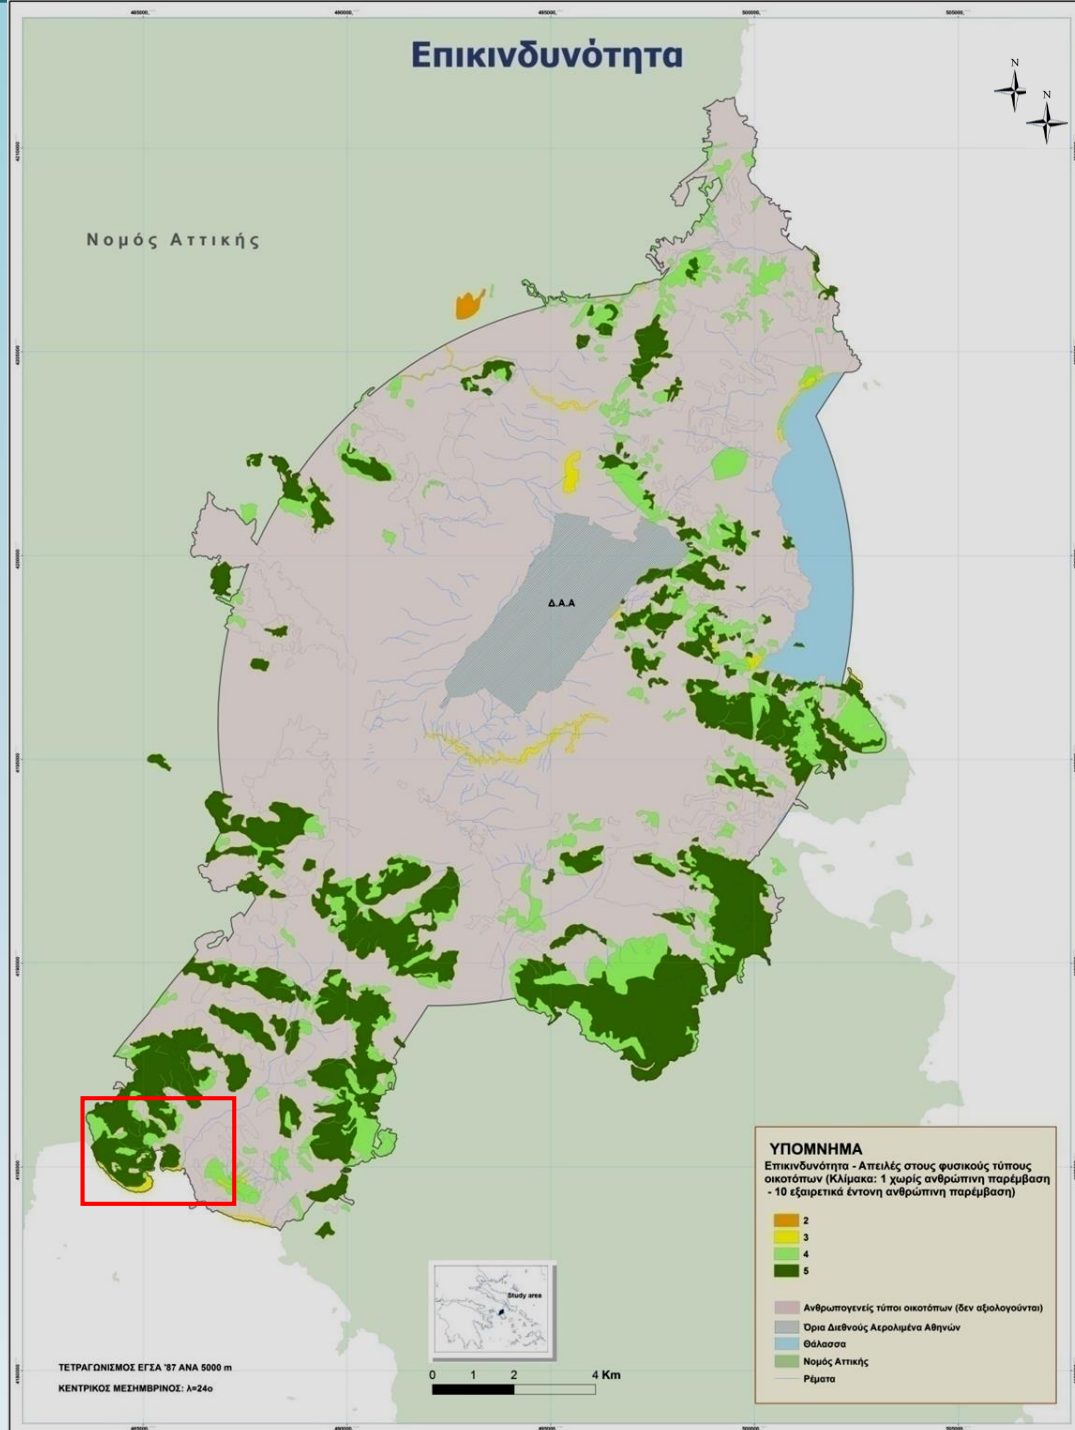 Επικινδυνότητα
N
N
Νομός Αττικής
Δ.Α.Α
ΥΠΟΜΝΗΜΑ
Επικινδυνότητα - Απειλές στους φυσικούς τύπους
οικοτόπων (Κλίμακα: 1 χωρίς ανθρώπινη παρέμβαση
- 10 εξαιρετικά έντονη ανθρώπινη παρέμβαση)
2
3
4
5
Ανθρωπογενείς τύποι οικοτόπων (δεν αξιολογούνται)
Όρια Διεθνούς Αερολιμένα Αθηνών
Θάλασσα
Νομός Αττικής
Ρέματα
Study area
0 1 2 4 Km
ΤΕΤΡΑΓΩΝΙΣΜΟΣ ΕΓΣΑ '87 ΑΝΑ 5000 m
ΚΕΝΤΡΙΚΟΣ ΜΕΣΗΜΒΡΙΝΟΣ: λ=24ο